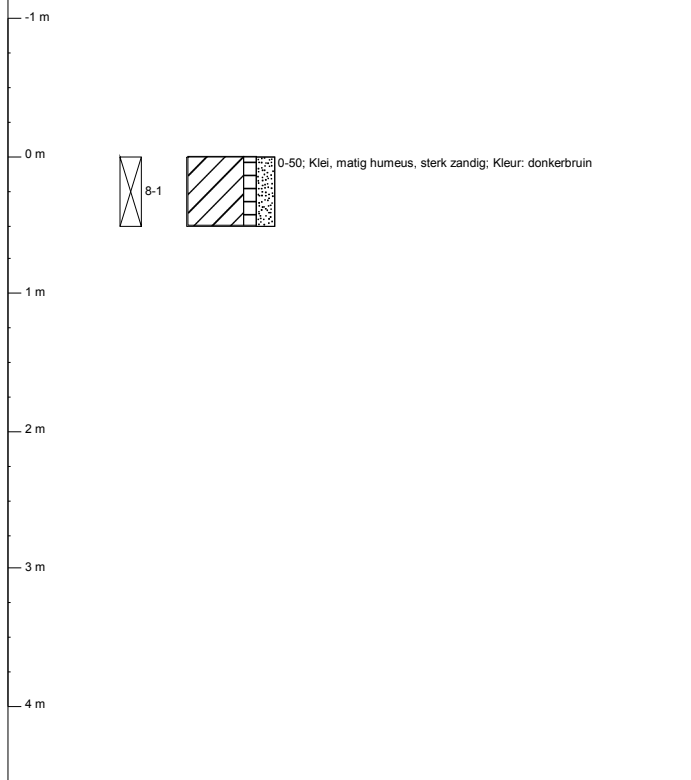 -1 m
0 m
0-50; Klei, matig humeus, sterk zandig; Kleur: donkerbruin
8-1
1 m
2 m
3 m
4 m